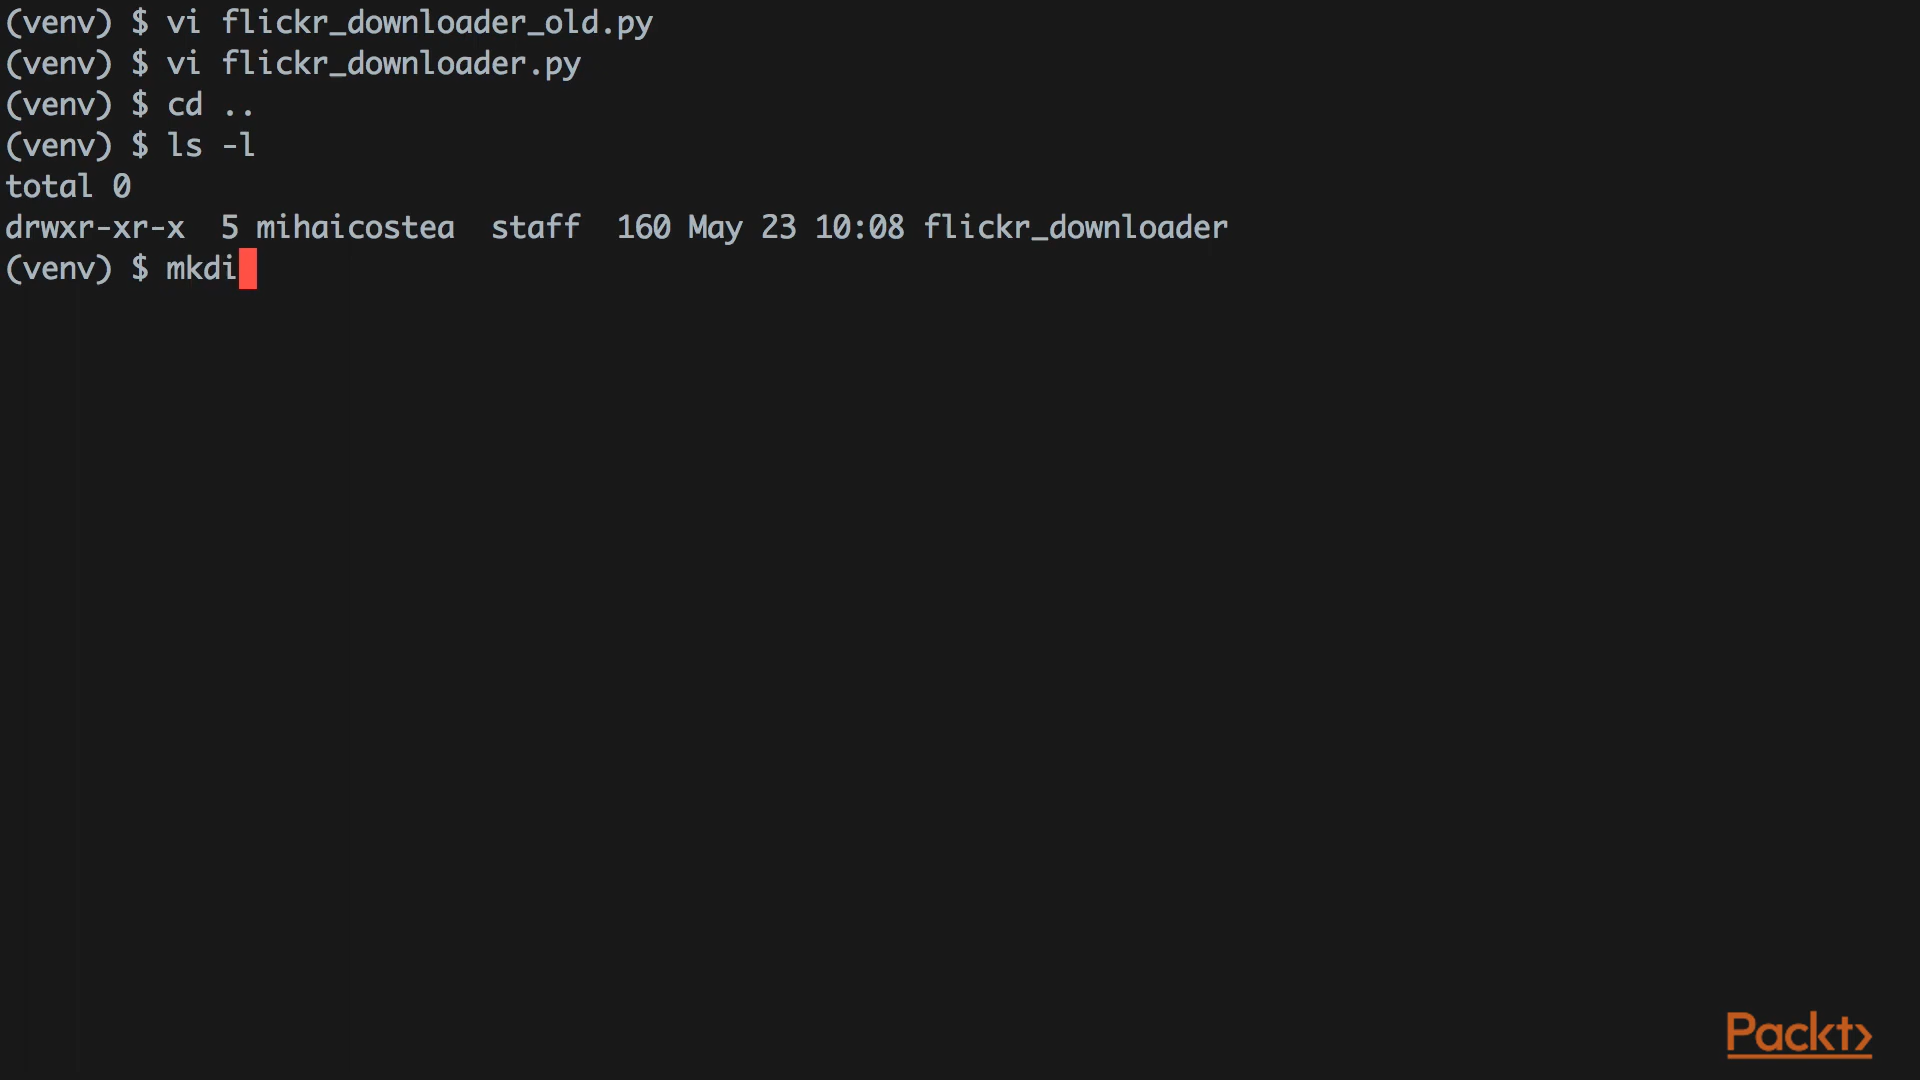 (venv) $ vi flickr_downloader_old.py
(venv) $ vi flickr_downloader.py
(venv) $ cd ..
(venv) $ ls -l
total 0
drwxr-xr-x  5 mihaicostea  staff  160 May 23 10:08 flickr_downloader
(venv) $ mkdi
Packt>